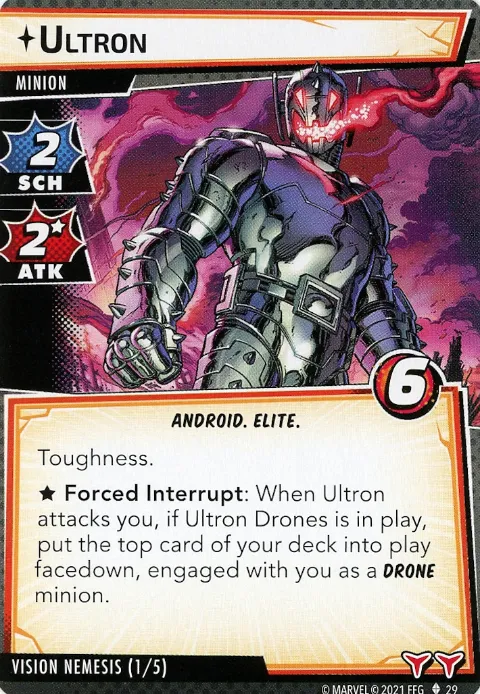 ULTRON
MINION
2
SCH
2★
ATK
6
ANDROID. ELITE.
Toughness.
★ Forced Interrupt: When Ultron
attacks you, if Ultron Drones is in play,
put the top card of your deck into play
facedown, engaged with you as a DRONE
minion.
VISION NEMESIS (1/5)
© MARVEL © 2021 FFG 29